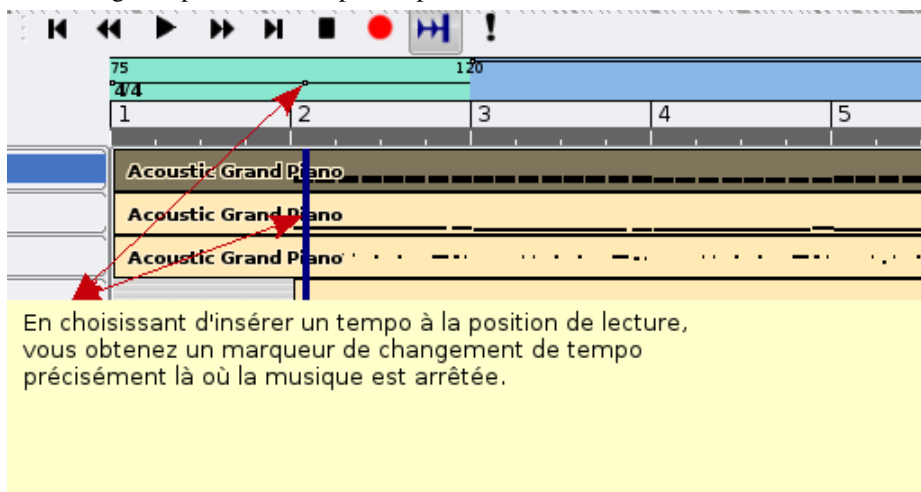 75 120
4/4
1 2 3 4 5
Acoustic Grand Piano
Acoustic Grand Piano
Acoustic Grand Piano
En choisissant d'insérer un tempo à la position de lecture,
vous obtenez un marqueur de changement de tempo
précisément là où la musique est arrêtée.